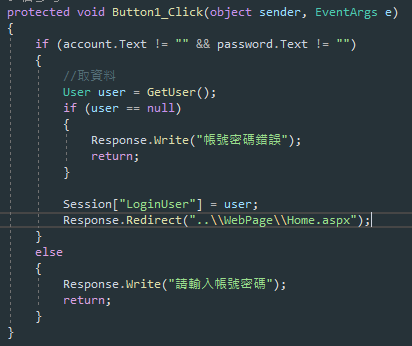 protected void Button1_Click(object sender, EventArgs e)
{
if (account.Text != "" && password.Text != "")
{
//取資料
User user = GetUser();
if (user == null)
{
Response.Write("帳號密碼錯誤");
return;
}
Session["LoginUser"] = user;
Response.Redirect("..\\WebPage\\Home.aspx");
}
else
{
Response.Write("請輸入帳號密碼");
return;
}
}